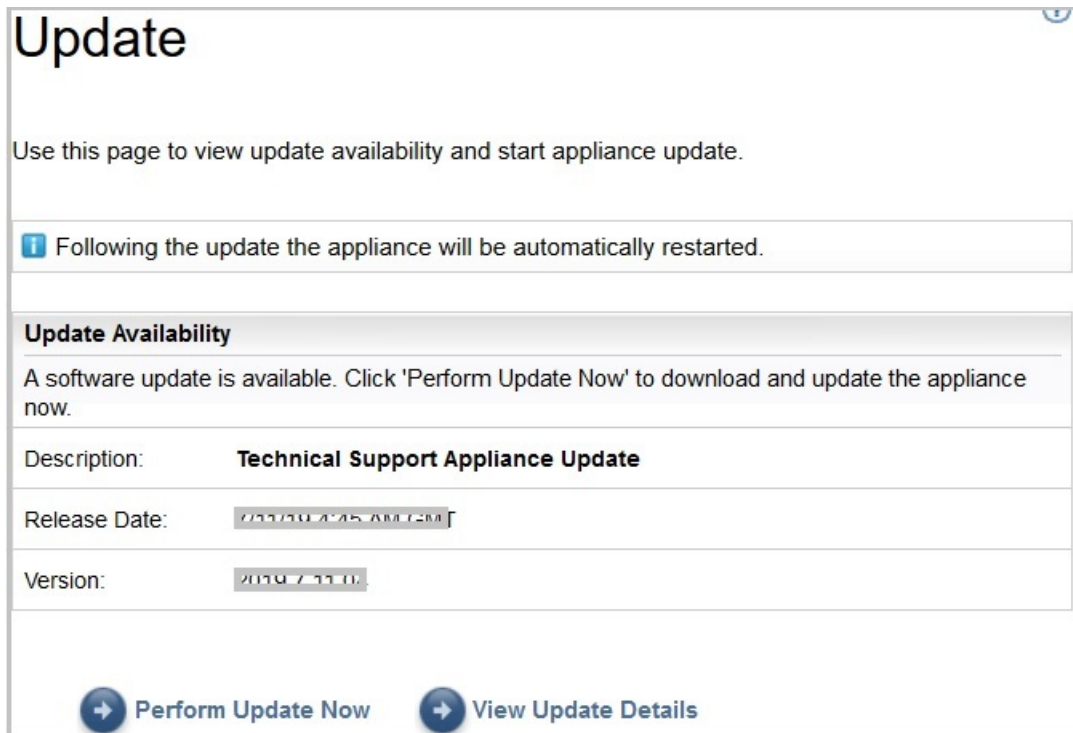 Update
Use this page to view update availability and start appliance update.
Following the update the appliance will be automatically restarted.
Update Availability
A software update is available. Click 'Perform Update Now' to download and update the appliance
now.
Description: Technical Support Appliance Update
Release Date:
Version:
Perform Update Now View Update Details